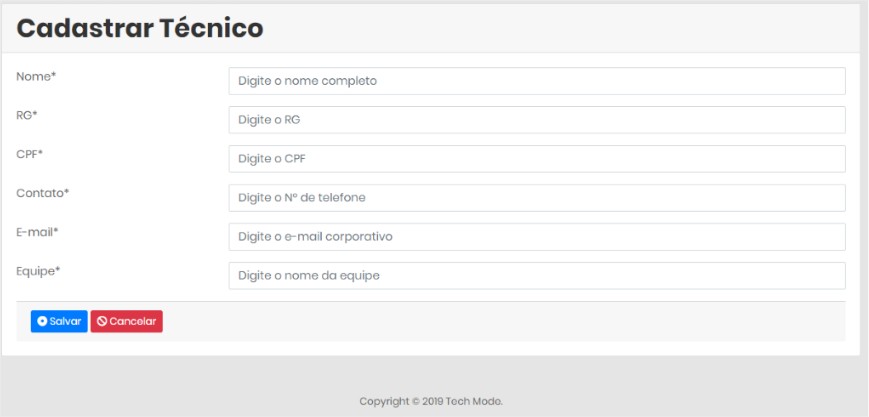 Cadastrar Técnico
Nome* Digite o nome completo
RG* Digite o RG
CPF* Digite o CPF
Contato* Digite o Nº de telefone
E-mail* Digite o e-mail corporativo
Equipe* Digite o nome da equipe
Salvar Cancelar
Copyright © 2019 Tech Modo.